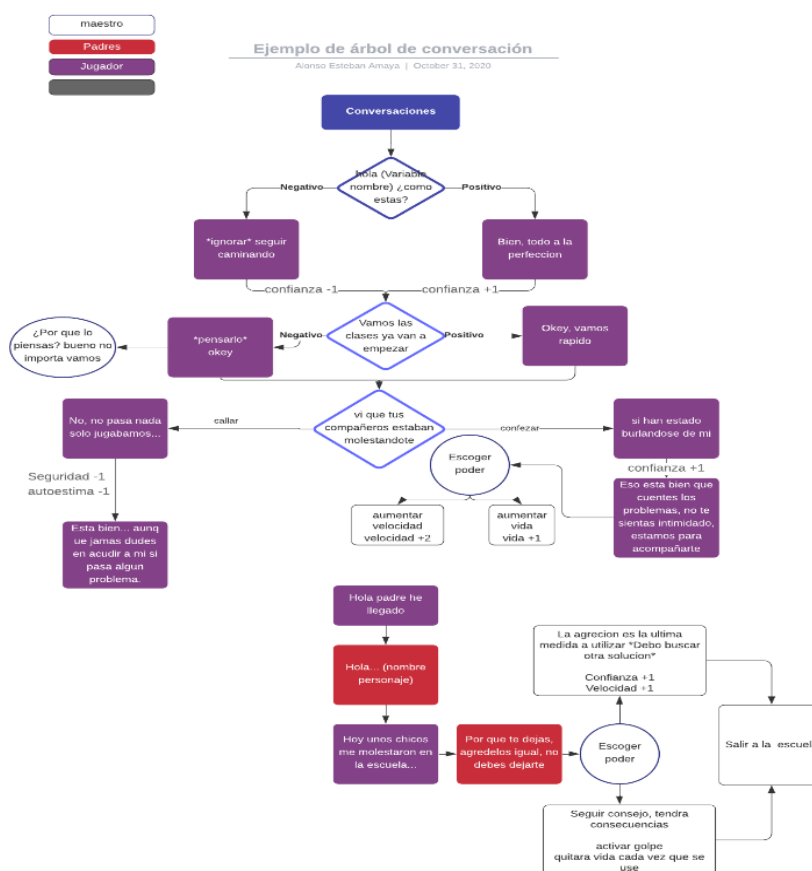 maestro
Padres
Jugador
Ejemplo de árbol de conversación
Alonso Esteban Amaya | October 31, 2020
Conversaciones
hola (Variable
nombre) ¿como
estas?
Negativo
Positivo
*ignorar* seguir
caminando
Bien, todo a la
perfeccion
confianza -1
confianza +1
Vamos las
clases ya van a
empezar
Negativo
Positivo
¿Por que lo
piensas? bueno no
importa vamos
*pensarlo*
okey
Okey, vamos
rapido
vi que tus
compañeros estaban
molestandote
callar
confezar
No, no pasa nada
solo jugabamos...
si han estado
burlandose de mi
Seguridad -1
autoestima -1
confianza +1
Esta bien... aunq
ue jamas dudes
en acudir a mi si
pasa algun
problema.
Eso esta bien que
cuentes los
problemas, no te
sientas intimidado,
estamos para
acompañarte
Escoger
poder
aumentar
velocidad
velocidad +2
aumentar
vida
vida +1
Hola padre he
llegado
Hola... (nombre
personaje)
Hoy unos chicos
me molestaron en
la escuela...
Por que te dejas,
agredelos igual, no
debes dejarte
Escoger
poder
La agrecion es la ultima
medida a utilizar *Debo buscar
otra solucion*
Confianza +1
Velocidad +1
Salir a la escuel
Seguir consejo, tendra
consecuencias
activar golpe
quitara vida cada vez que se
use